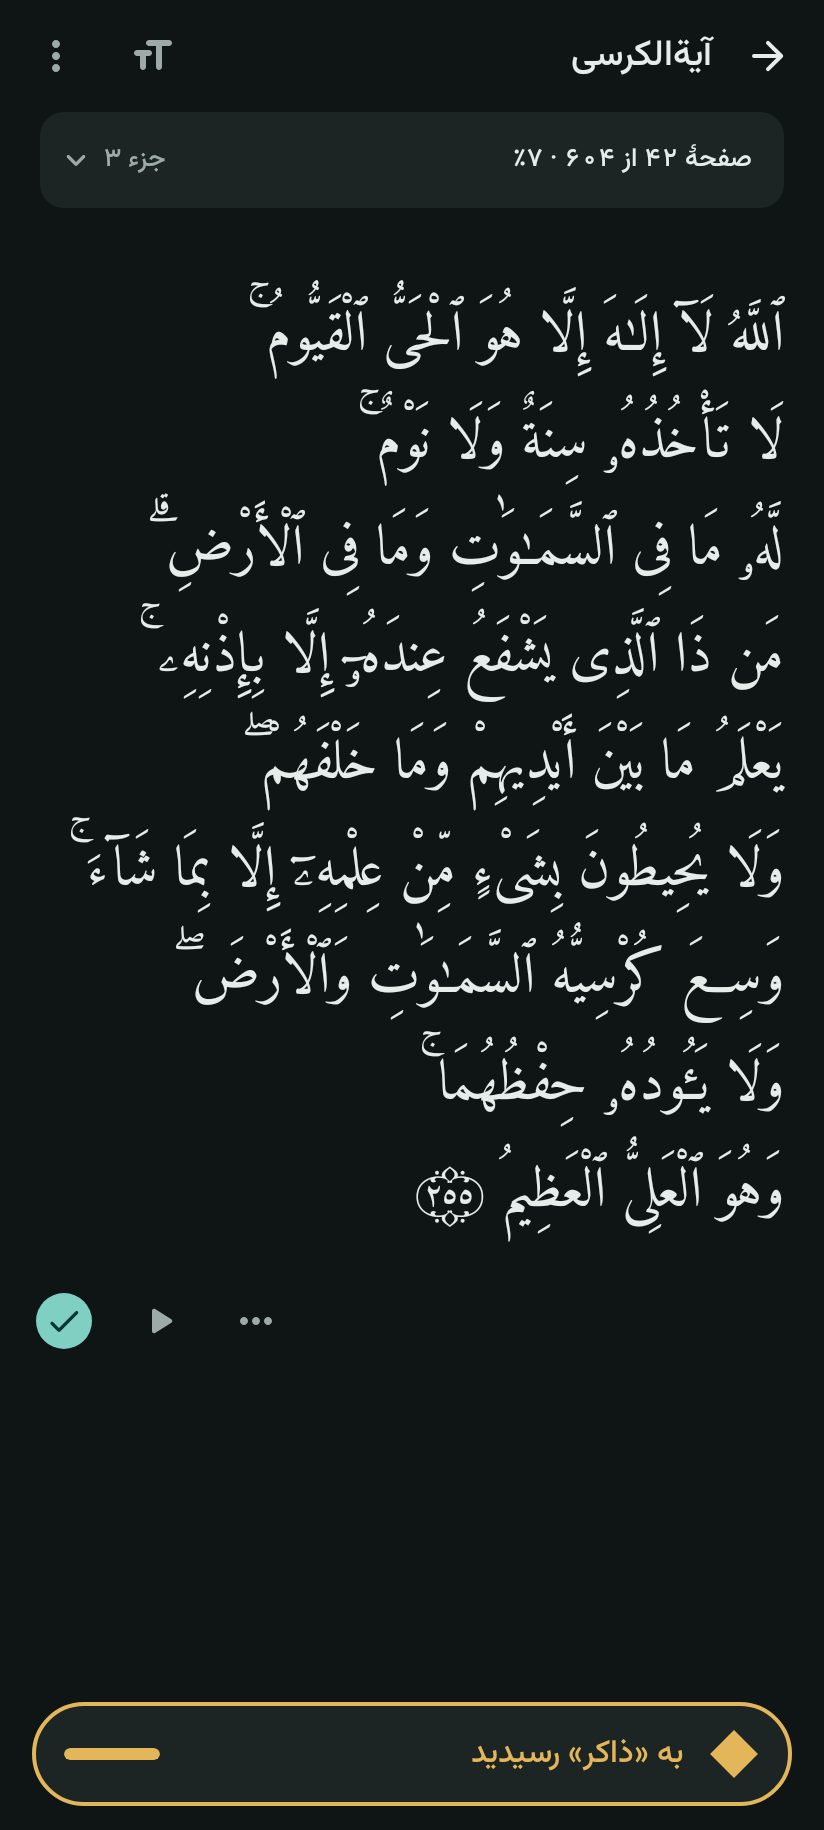 آیةالکرسی
صفحهٔ ۴۲ از ۶۰۴ · ۷٪
جزء ۳
ٱللَّهُ لَآ إِلَـٰهَ إِلَّا هُوَ ٱلْحَىُّ ٱلْقَيُّومُ ۚ
لَا تَأْخُذُهُۥ سِنَةٌ وَلَا نَوْمٌ ۚ
لَّهُۥ مَا فِى ٱلسَّمَـٰوَٰتِ وَمَا فِى ٱلْأَرْضِ ۗ
مَن ذَا ٱلَّذِى يَشْفَعُ عِندَهُۥٓ إِلَّا بِإِذْنِهِۦ ۚ
يَعْلَمُ مَا بَيْنَ أَيْدِيهِمْ وَمَا خَلْفَهُمْ ۖ
وَلَا يُحِيطُونَ بِشَىْءٍ مِّنْ عِلْمِهِۦٓ إِلَّا بِمَا شَآءَ ۚ
وَسِعَ كُرْسِيُّهُ ٱلسَّمَـٰوَٰتِ وَٱلْأَرْضَ ۖ
وَلَا يَـُٔودُهُۥ حِفْظُهُمَا ۚ
وَهُوَ ٱلْعَلِىُّ ٱلْعَظِيمُ ۝٢٥٥
به «ذاکر» رسیدید